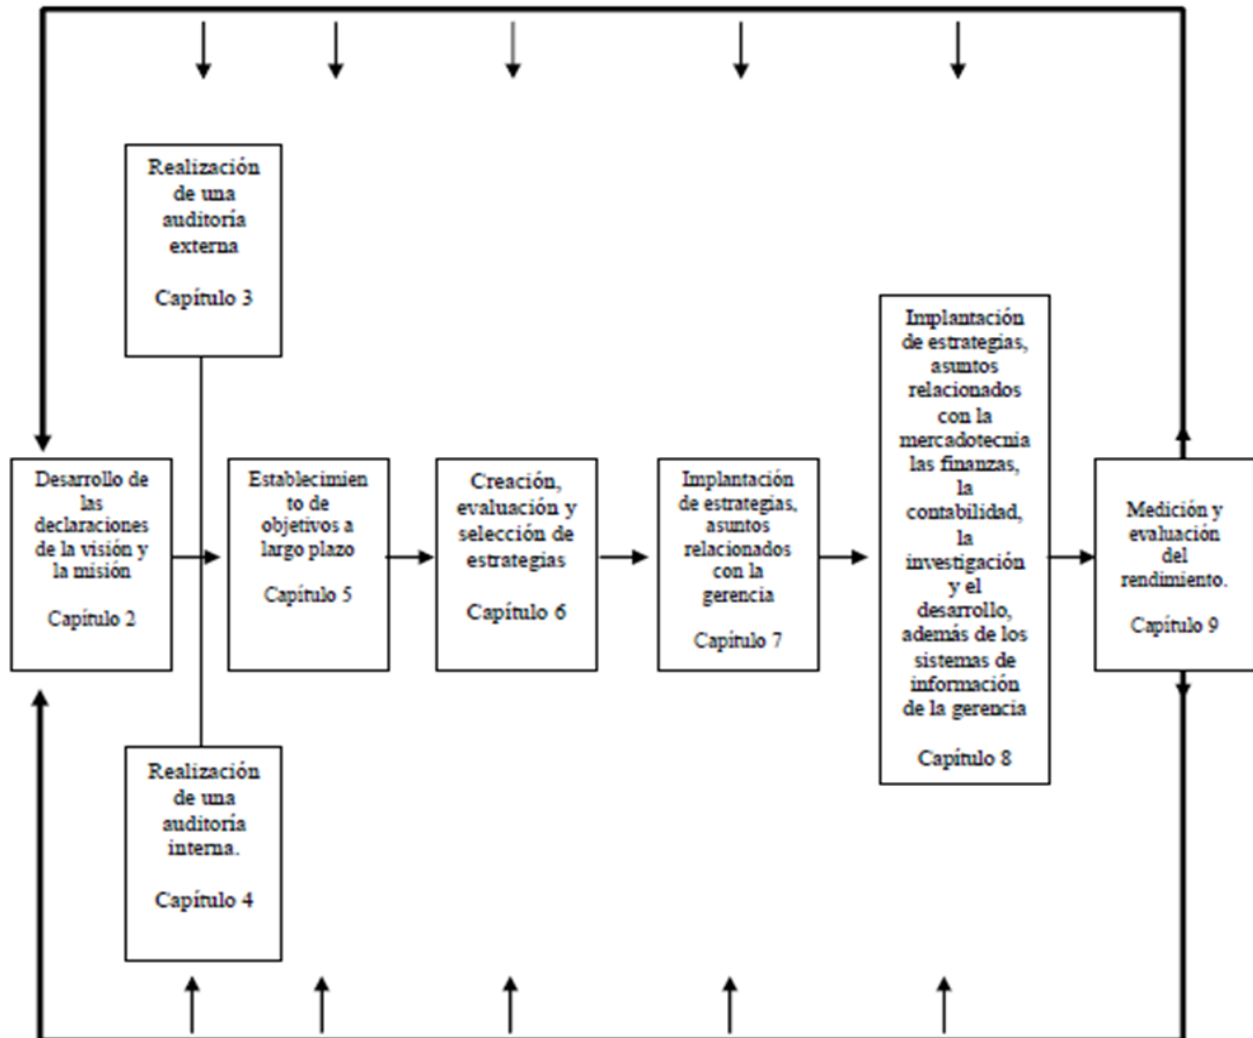 Realización
de una
auditoría
externa
Capítulo 3
Desarrollo de
las
declaraciones
de la visión y
la misión
Capítulo 2
Establecimien
to de
objetivos a
largo plazo
Capítulo 5
Creación,
evaluación y
selección de
estrategias
Capítulo 6
Implantación
de estrategias,
asuntos
relacionados
con la
gerencia
Capítulo 7
Implantación
de estrategias,
asuntos
relacionados
con la
mercadotecnia
las finanzas,
la
contabilidad,
la
investigación
y el
desarrollo,
además de los
sistemas de
información
de la gerencia
Capítulo 8
Medición y
evaluación
del
rendimiento.
Capítulo 9
Realización
de una
auditoría
interna.
Capítulo 4